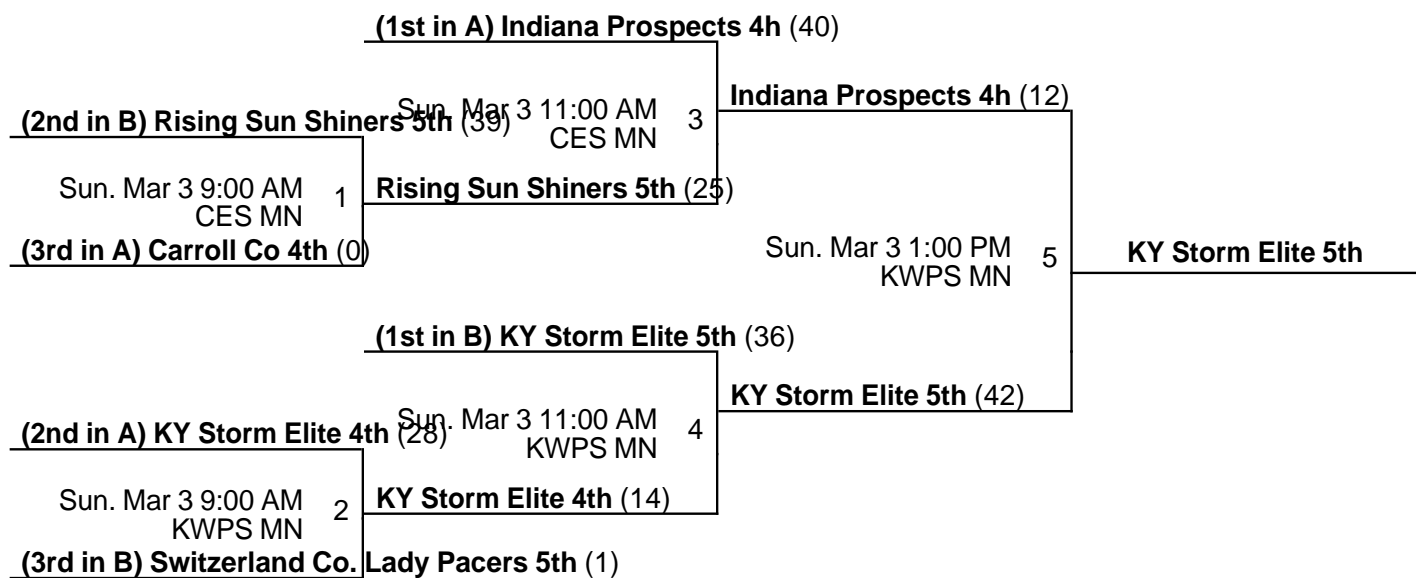 (1st in A) Indiana Prospects 4h (40)
Indiana Prospects 4h (12)
Sun. Mar 3 11:00 AM
3
CES MN
(2nd in B) Rising Sun Shiners 5th (39)
Sun. Mar 3 9:00 AM
1
CES MN
Rising Sun Shiners 5th (25)
(3rd in A) Carroll Co 4th (0)
Sun. Mar 3 1:00 PM
5
KWPS MN
KY Storm Elite 5th
(1st in B) KY Storm Elite 5th (36)
KY Storm Elite 5th (42)
Sun. Mar 3 11:00 AM
4
KWPS MN
(2nd in A) KY Storm Elite 4th (28)
Sun. Mar 3 9:00 AM
2
KWPS MN
KY Storm Elite 4th (14)
(3rd in B) Switzerland Co. Lady Pacers 5th (1)